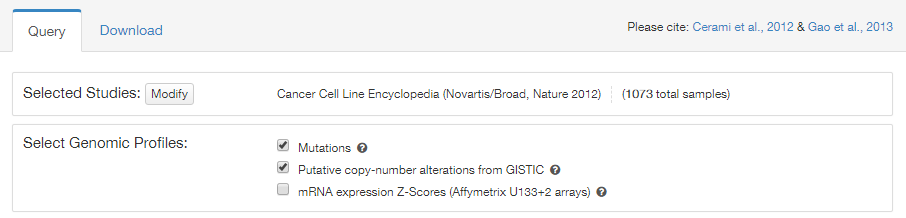 Query Download Please cite: Cerami et al., 2012 & Gao et al., 2013
Selected Studies: Modify Cancer Cell Line Encyclopedia (Novartis/Broad, Nature 2012) (1073 total samples)
Select Genomic Profiles:
Mutations
Putative copy-number alterations from GISTIC
mRNA expression Z-Scores (Affymetrix U133+2 arrays)